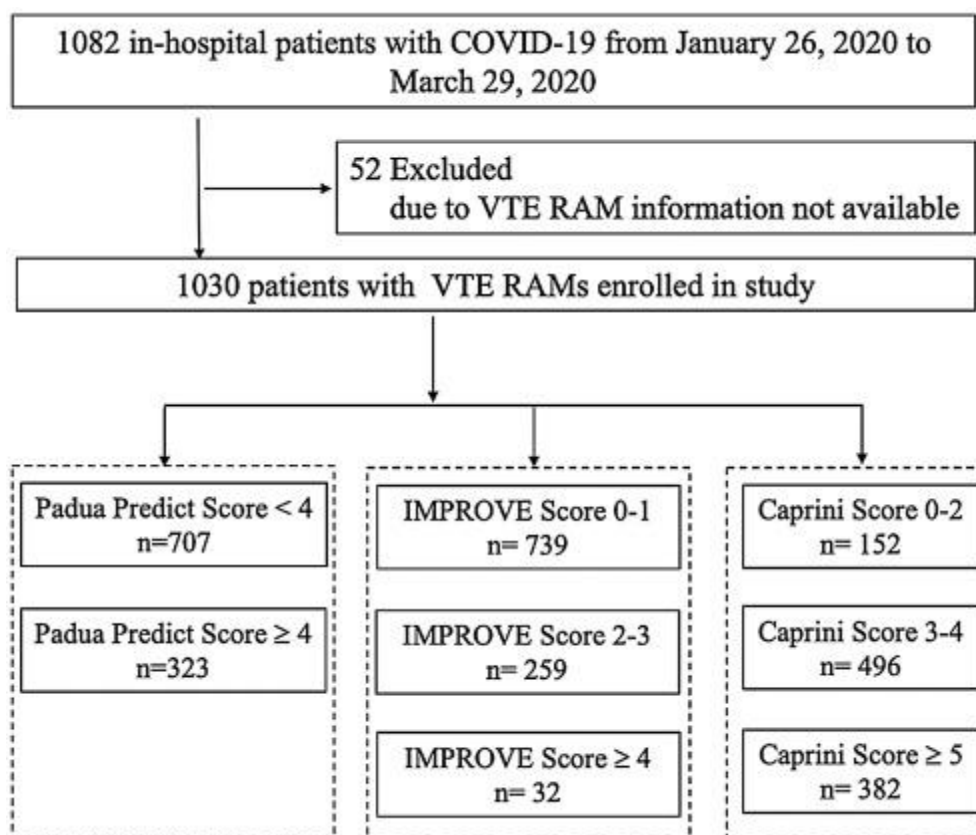 1082 in-hospital patients with COVID-19 from January 26, 2020 to
March 29, 2020
52 Excluded
due to VTE RAM information not available
1030 patients with VTE RAMs enrolled in study
Padua Predict Score < 4
n=707
Padua Predict Score ≥ 4
n=323
IMPROVE Score 0-1
n= 739
IMPROVE Score 2-3
n= 259
IMPROVE Score ≥ 4
n= 32
Caprini Score 0-2
n= 152
Caprini Score 3-4
n= 496
Caprini Score ≥ 5
n= 382